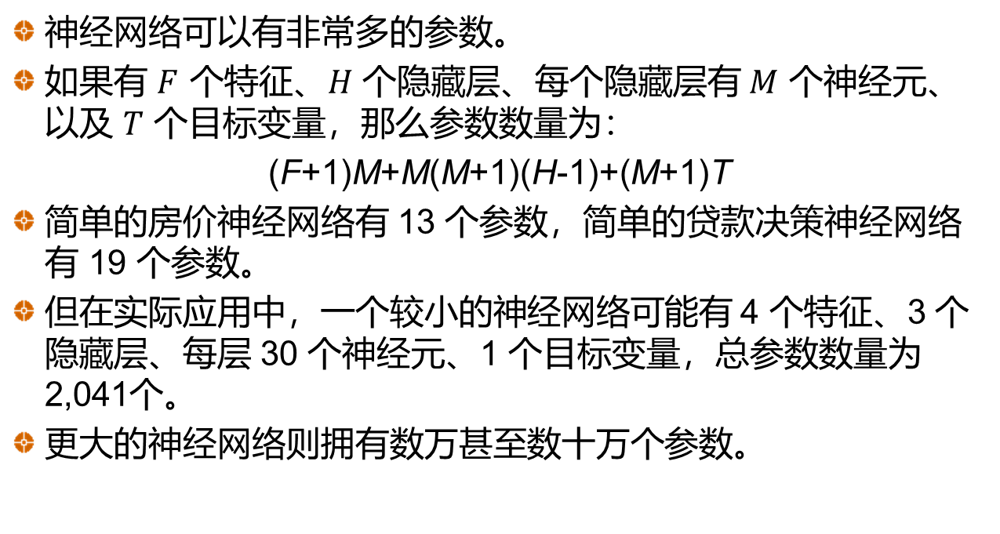 神经网络可以有非常多的参数。
如果有 F 个特征、H 个隐藏层、每个隐藏层有 M 个神经元、
以及 T 个目标变量，那么参数数量为：
(F+1)M+M(M+1)(H-1)+(M+1)T
简单的房价神经网络有 13 个参数，简单的贷款决策神经网络
有 19 个参数。
但在实际应用中，一个较小的神经网络可能有 4 个特征、3 个
隐藏层、每层 30 个神经元、1 个目标变量，总参数数量为
2,041个。
更大的神经网络则拥有数万甚至数十万个参数。